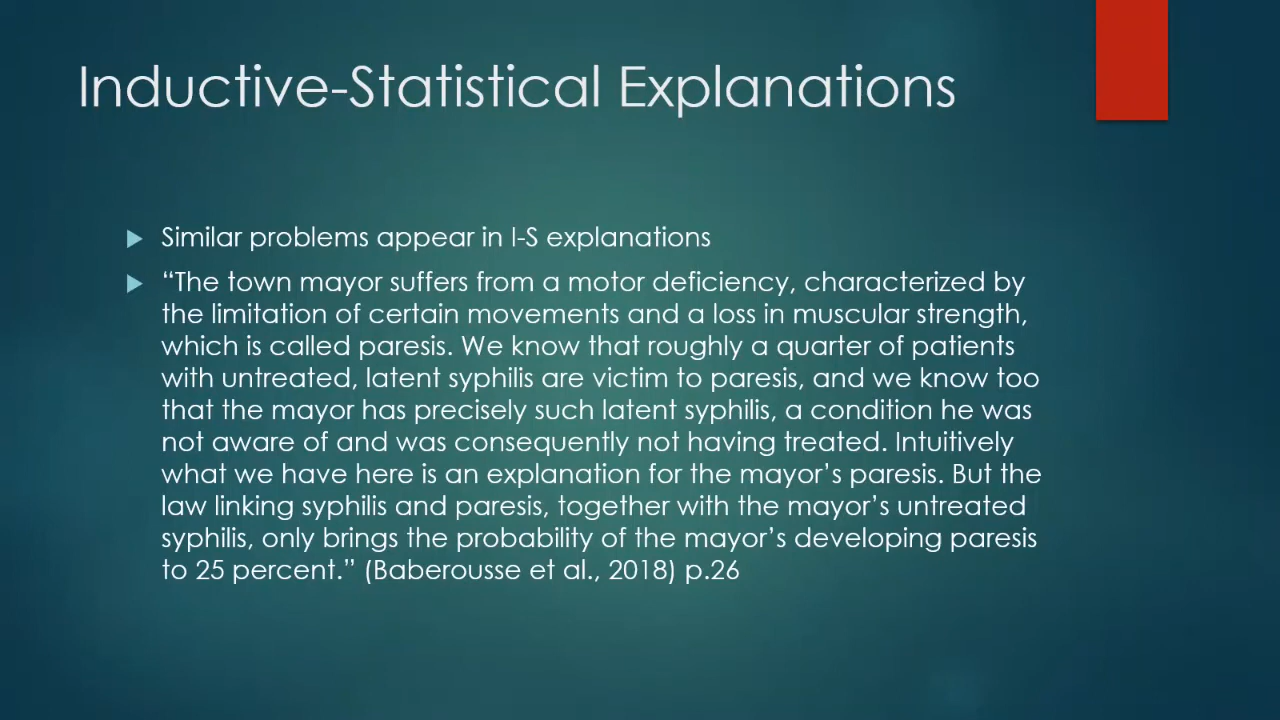 Inductive-Statistical Explanations
Similar problems appear in I-S explanations
“The town mayor suffers from a motor deficiency, characterized by
the limitation of certain movements and a loss in muscular strength,
which is called paresis. We know that roughly a quarter of patients
with untreated, latent syphilis are victim to paresis, and we know too
that the mayor has precisely such latent syphilis, a condition he was
not aware of and was consequently not having treated. Intuitively
what we have here is an explanation for the mayor’s paresis. But the
law linking syphilis and paresis, together with the mayor’s untreated
syphilis, only brings the probability of the mayor’s developing paresis
to 25 percent.” (Baberousse et al., 2018) p.26